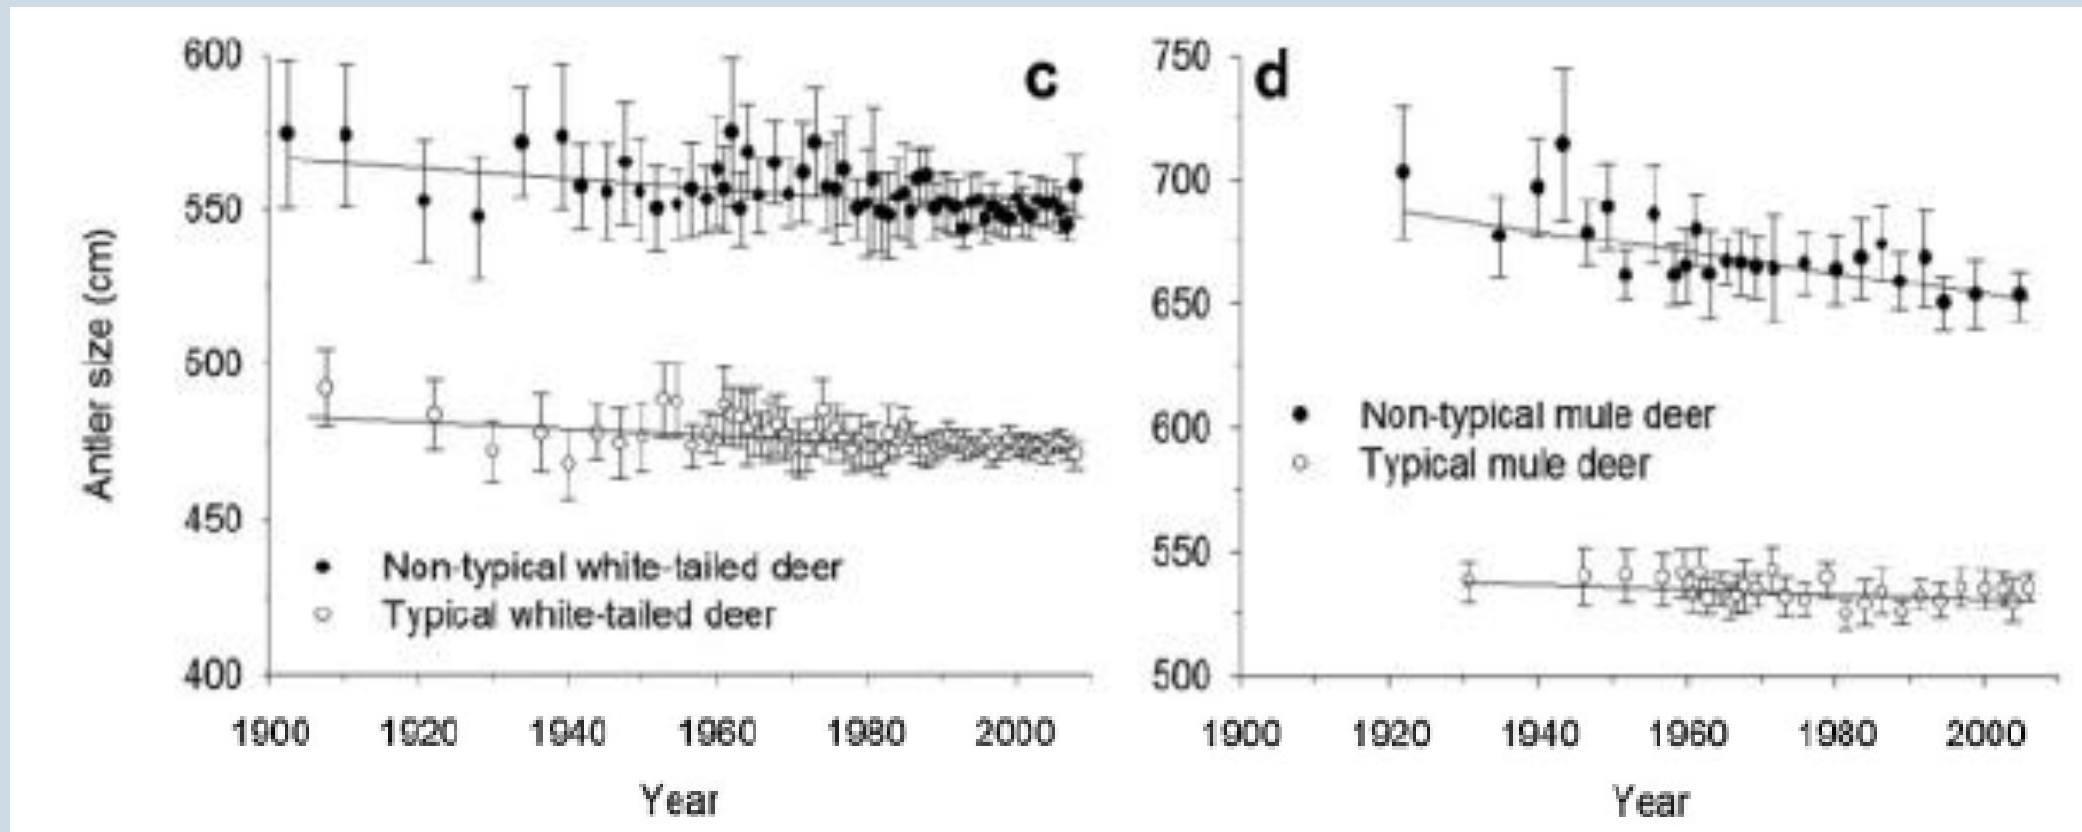 600
550
500
450
400
Antler size (cm)
c
Non-typical white-tailed deer
Typical white-tailed deer
1900 1920 1940 1960 1980 2000
Year
750
700
650
600
550
500
d
Non-typical mule deer
Typical mule deer
1900 1920 1940 1960 1980 2000
Year